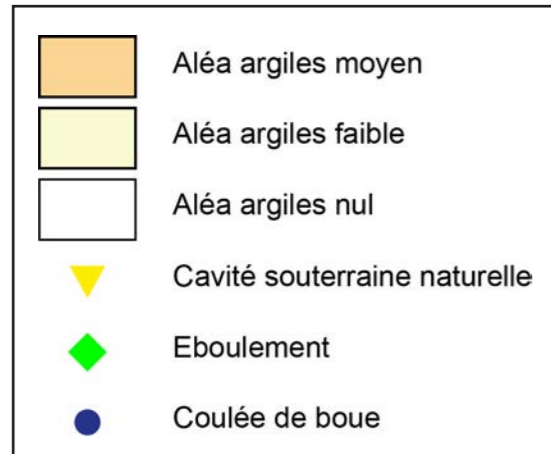 Aléa argiles moyen
Aléa argiles faible
Aléa argiles nul
Cavité souterraine naturelle
Eboulement
Coulée de boue